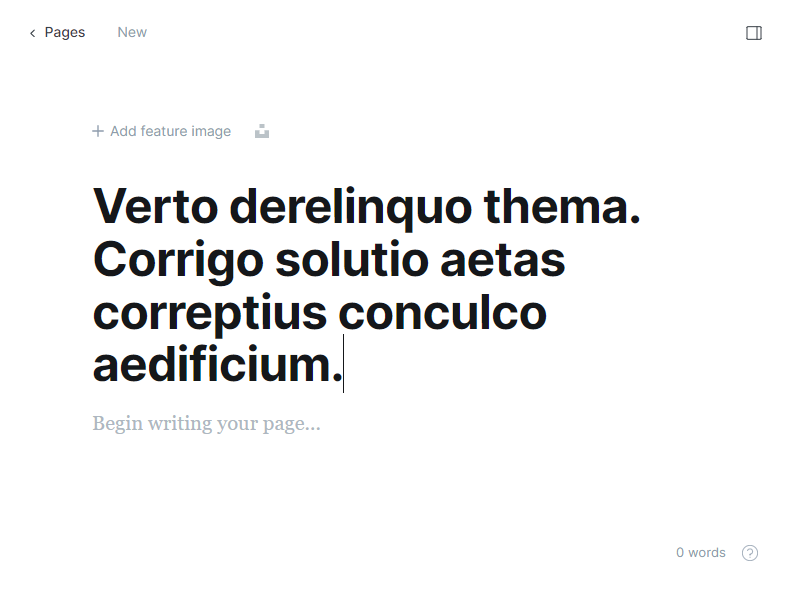 Pages New
Add feature image
Verto derelinquo thema.
Corrigo solutio aetas
correptius conculco
aedificium.
Begin writing your page...
0 words ?